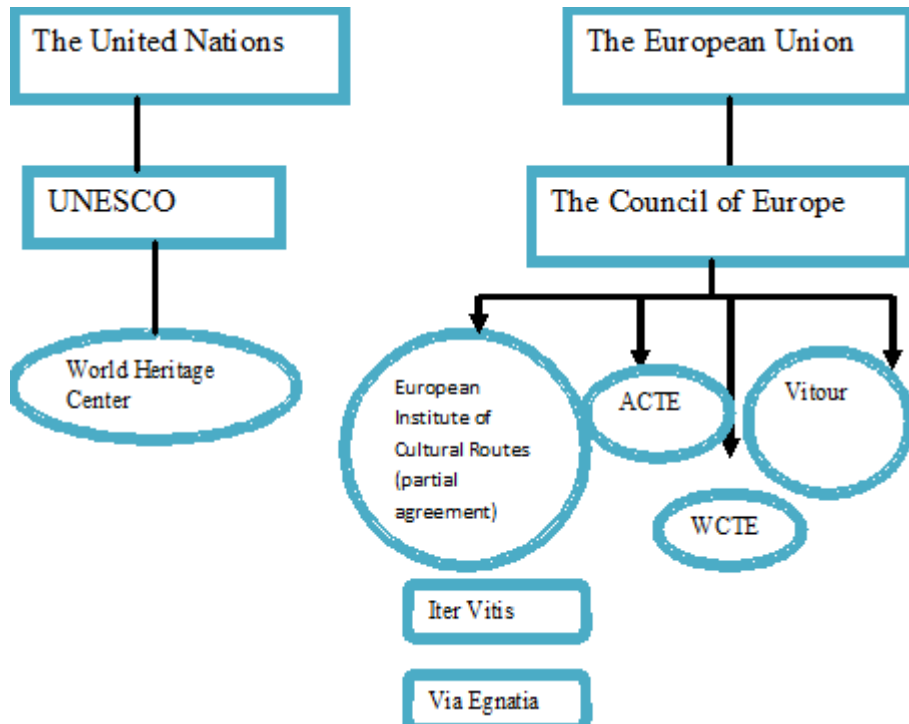 The United Nations
The European Union
UNESCO
The Council of Europe
World Heritage
Center
European
Institute of
Cultural Routes
(partial
agreement)
ACTE
Vitour
WCTE
Iter Vitis
Via Egnatia